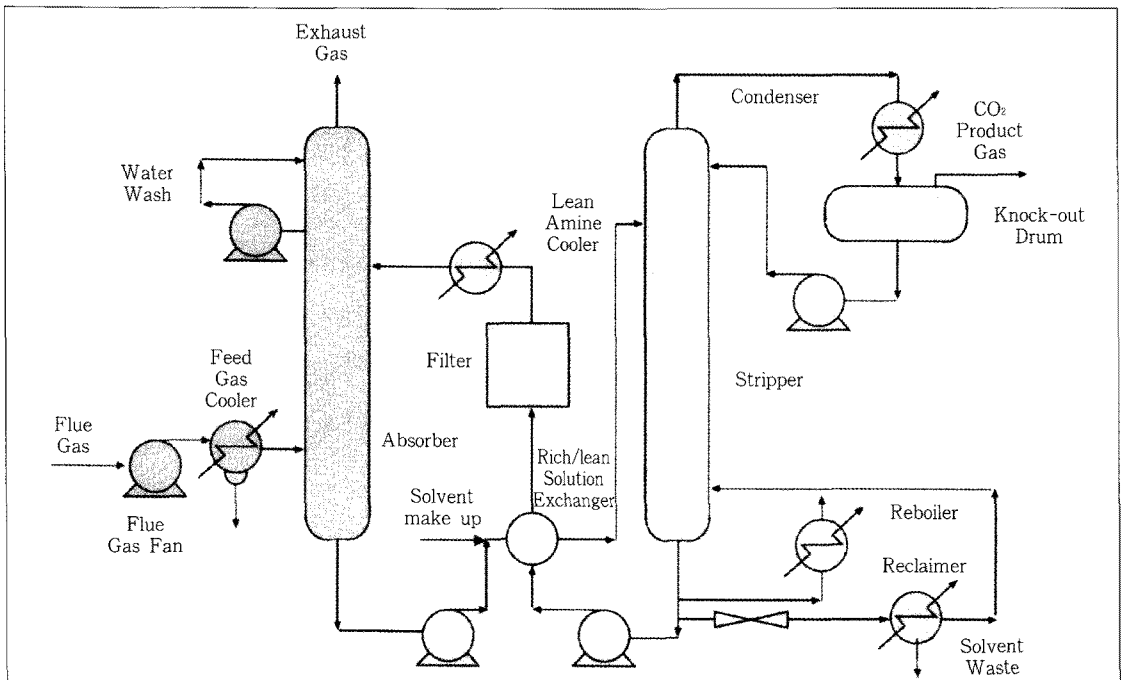 Exhaust
Gas
Condenser
CO₂
Product
Gas
Water
Wash
Lean
Amine
Cooler
Knock-out
Drum
Feed
Gas
Cooler
Filter
Stripper
Flue
Gas
Absorber
Rich/lean
Solution
Exchanger
Solvent
make up
Flue
Gas Fan
Reboiler
Reclaimer
Solvent
Waste